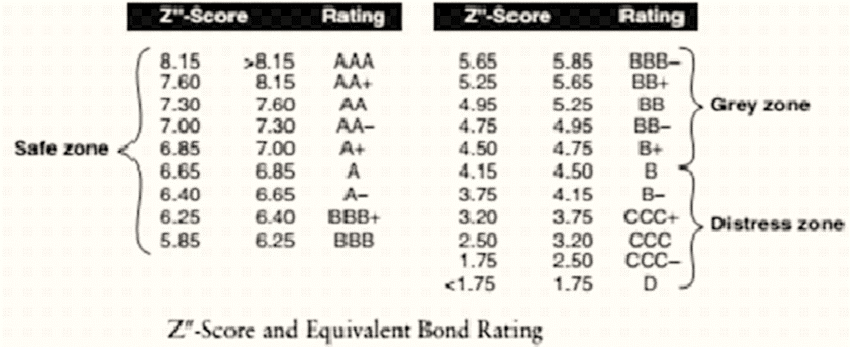 Z"-Score Rating Z"-Score Rating
8.15 >8.15 AAA 5.65 5.85 BBB–
7.60 8.15 AA+ 5.25 5.65 BB+
7.30 7.60 AA 4.95 5.25 BB Grey zone
7.00 7.30 AA– 4.75 4.95 BB–
Safe zone 6.85 7.00 A+ 4.50 4.75 B+
6.65 6.85 A 4.15 4.50 B
6.40 6.65 A– 3.75 4.15 B–
6.25 6.40 BBB+ 3.20 3.75 CCC+ Distress zone
5.85 6.25 BBB 2.50 3.20 CCC
1.75 2.50 CCC–
<1.75 1.75 D
Z"-Score and Equivalent Bond Rating